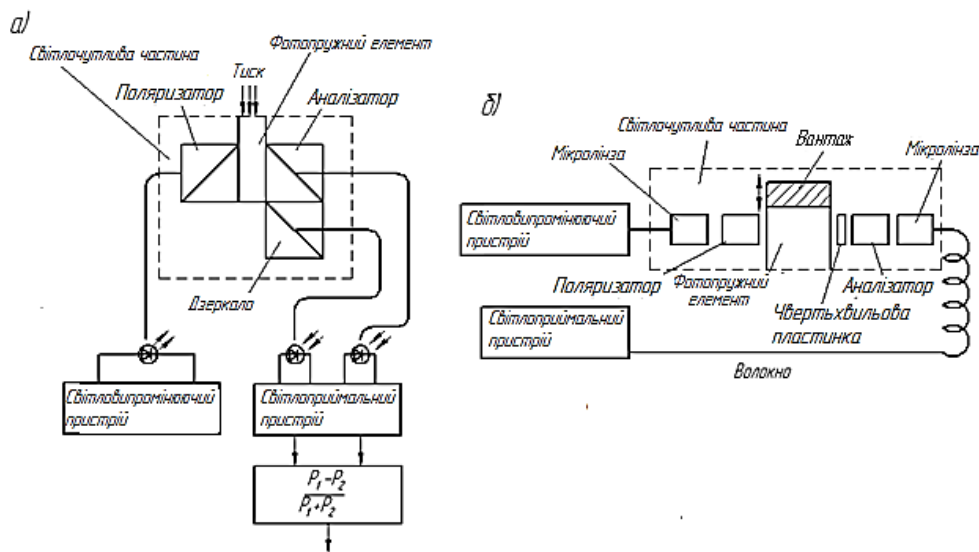 а)
Світлочутлива частина
Фотопружний елемент
Тиск
Поляризатор
Аналізатор
Дзеркала
Світловипромінюючий
пристрій
Світлоприймальний
пристрій
P₁ - P₂
P₁ + P₂
б)
Світлочутлива частина
Мікролінза
Вантаж
Мікролінза
Світловипромінюючий
пристрій
Поляризатор
Фотопружний
елемент
Аналізатор
Чвертьхвильова
пластинка
Світлоприймальний
пристрій
Волокно